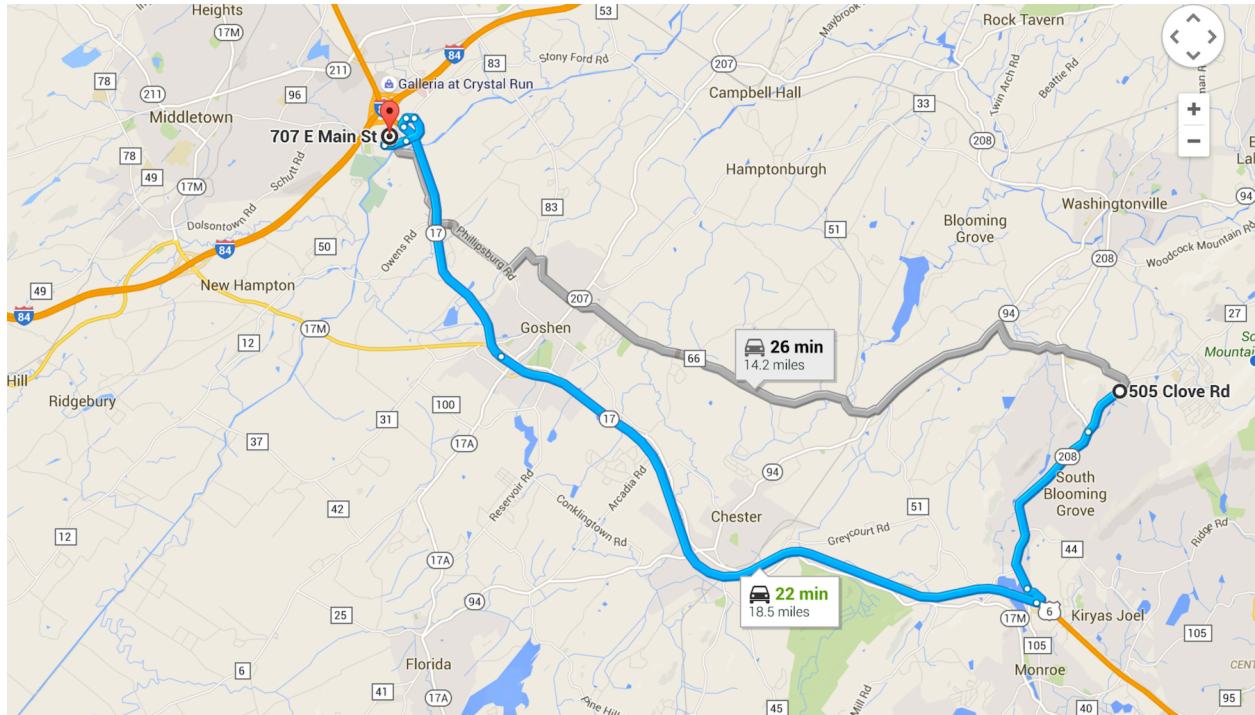 Heights
53
Rock Tavern
Maybrook
17M
84
Stony Ford Rd
83
207
Twin Arch Rd
Beattie Rd
211
78
Galleria at Crystal Run
Campbell Hall
33
211
96
Middletown
707 E Main St
208
78
49
Schutt Rd
Hamptonburgh
17M
83
Washingtonville
94
Dolsontown Rd
Blooming
Grove
17
51
50
Owens Rd
Phillipsburg Rd
84
208
Woodcock Mountain Rd
49
New Hampton
207
84
17M
Goshen
94
27
12
26 min
14.2 miles
66
Mountain
Hill
505 Clove Rd
Ridgebury
100
31
17
37
17A
208
94
Reservoir Rd
Arcadia Rd
South
Blooming
Grove
42
Conklingtown Rd
Chester
51
Greycourt Rd
Ridge Rd
12
44
17A
22 min
18.5 miles
94
25
6
17M
Kiryas Joel
105
105
Florida
Monroe
6
41
17A
45
Mill Rd
40
95
+
−